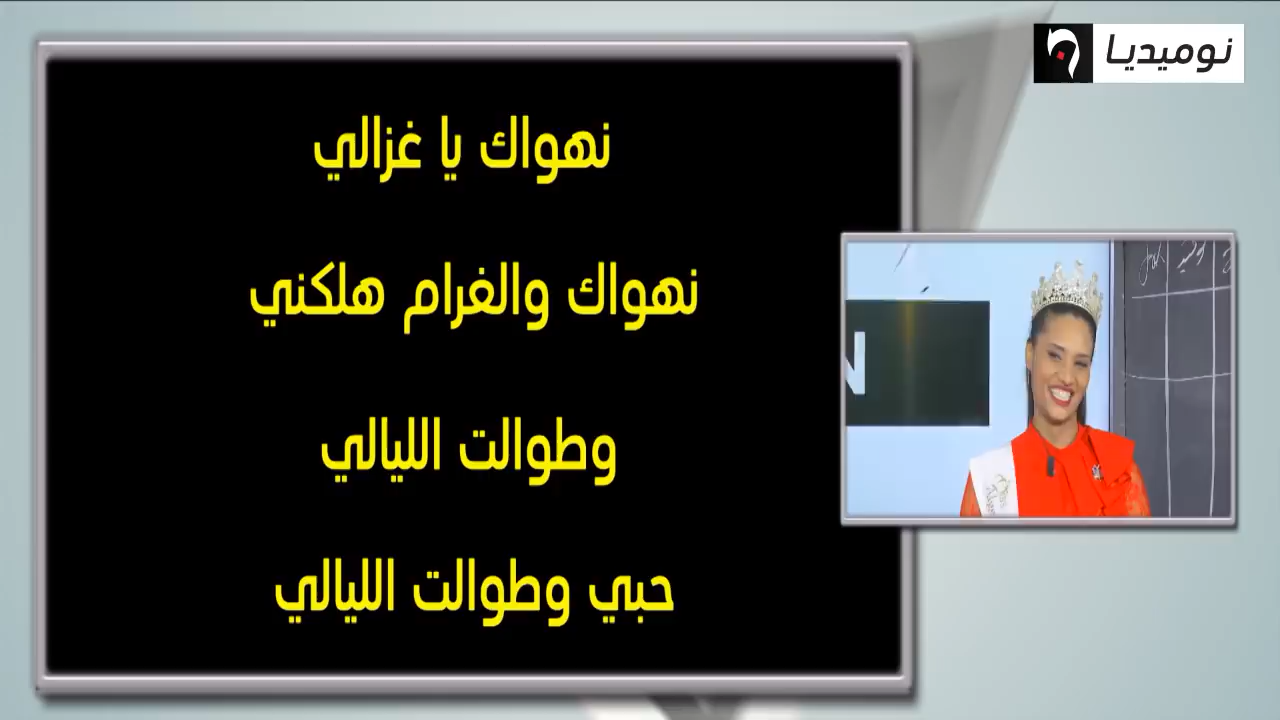 نوميديا
نهواك يا غزالي
نهواك والغرام هلكني
وطوالت الليالي
حبي وطوالت الليالي
N